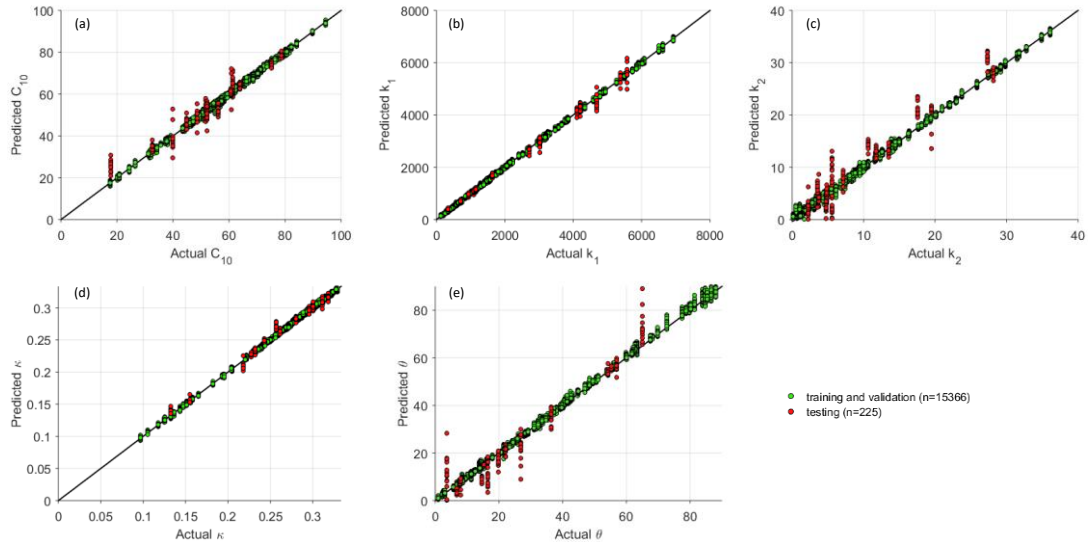 (a)
100
80
60
40
20
0
0 20 40 60 80 100
Predicted C10
Actual C10
(b)
8000
6000
4000
2000
0
0 2000 4000 6000 8000
Predicted k1
Actual k1
(c)
40
30
20
10
0
0 10 20 30 40
Predicted k2
Actual k2
(d)
0.3
0.25
0.2
0.15
0.1
0.05
0
0 0.05 0.1 0.15 0.2 0.25 0.3
Predicted κ
Actual κ
(e)
80
60
40
20
0
0 20 40 60 80
Predicted θ
Actual θ
training and validation (n=15366)
testing (n=225)